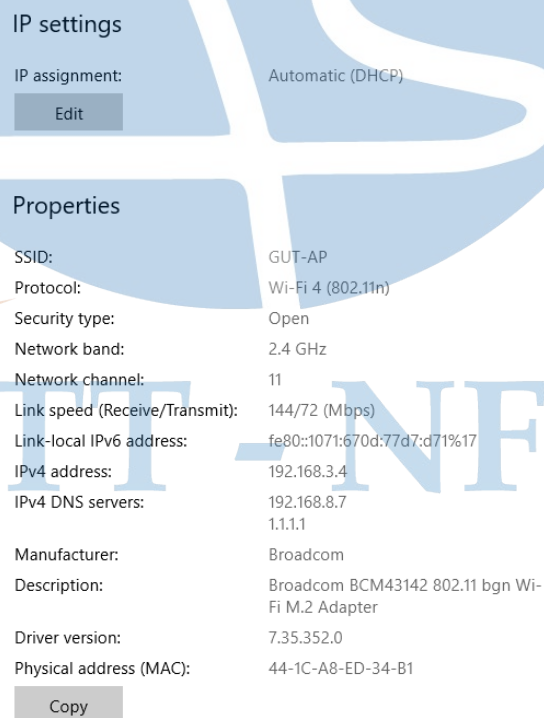 IP settings
IP assignment: Automatic (DHCP)
Edit
Properties
SSID: GUT-AP
Protocol: Wi-Fi 4 (802.11n)
Security type: Open
Network band: 2.4 GHz
Network channel: 11
Link speed (Receive/Transmit): 144/72 (Mbps)
Link-local IPv6 address: fe80::1071:670d:77d7:d71%17
IPv4 address: 192.168.3.4
IPv4 DNS servers: 192.168.8.7
1.1.1.1
Manufacturer: Broadcom
Description: Broadcom BCM43142 802.11 bgn Wi-
Fi M.2 Adapter
Driver version: 7.35.352.0
Physical address (MAC): 44-1C-A8-ED-34-B1
Copy
TT - NF